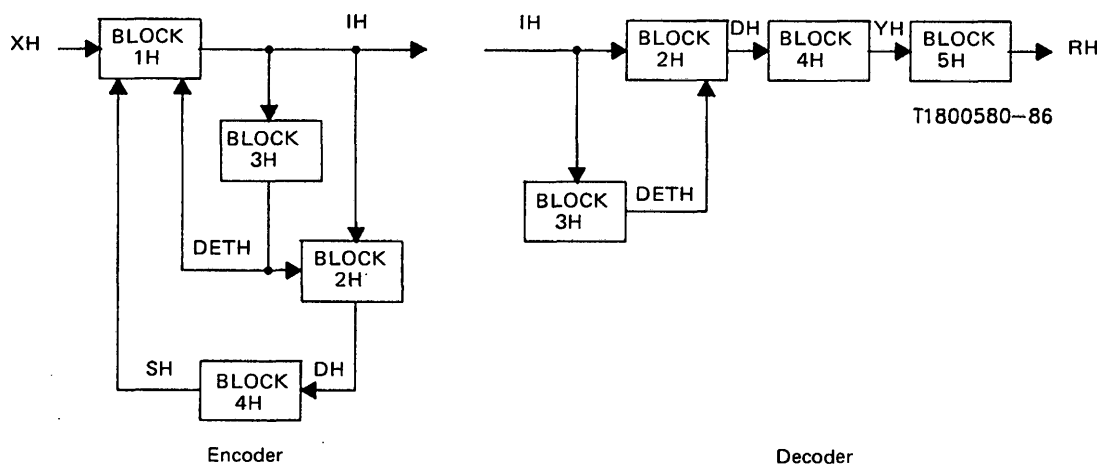 XH
BLOCK
1H
IH
BLOCK
3H
DETH
BLOCK
2H
SH
BLOCK
4H
DH
Encoder
IH
BLOCK
2H
DH
BLOCK
4H
YH
BLOCK
5H
RH
T1800580-86
BLOCK
3H
DETH
Decoder